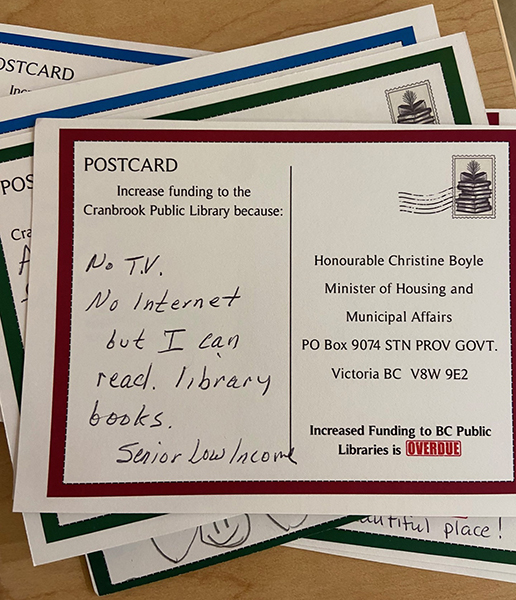 POSTCARD
POSTCARD
Increase funding to the
Cranbrook Public Library because:
No T.V.
No Internet
but I can
read. library
books.
Senior Low Income
Honourable Christine Boyle
Minister of Housing and
Municipal Affairs
PO Box 9074 STN PROV GOVT.
Victoria BC V8W 9E2
Increased Funding to BC Public
Libraries is OVERDUE
place!